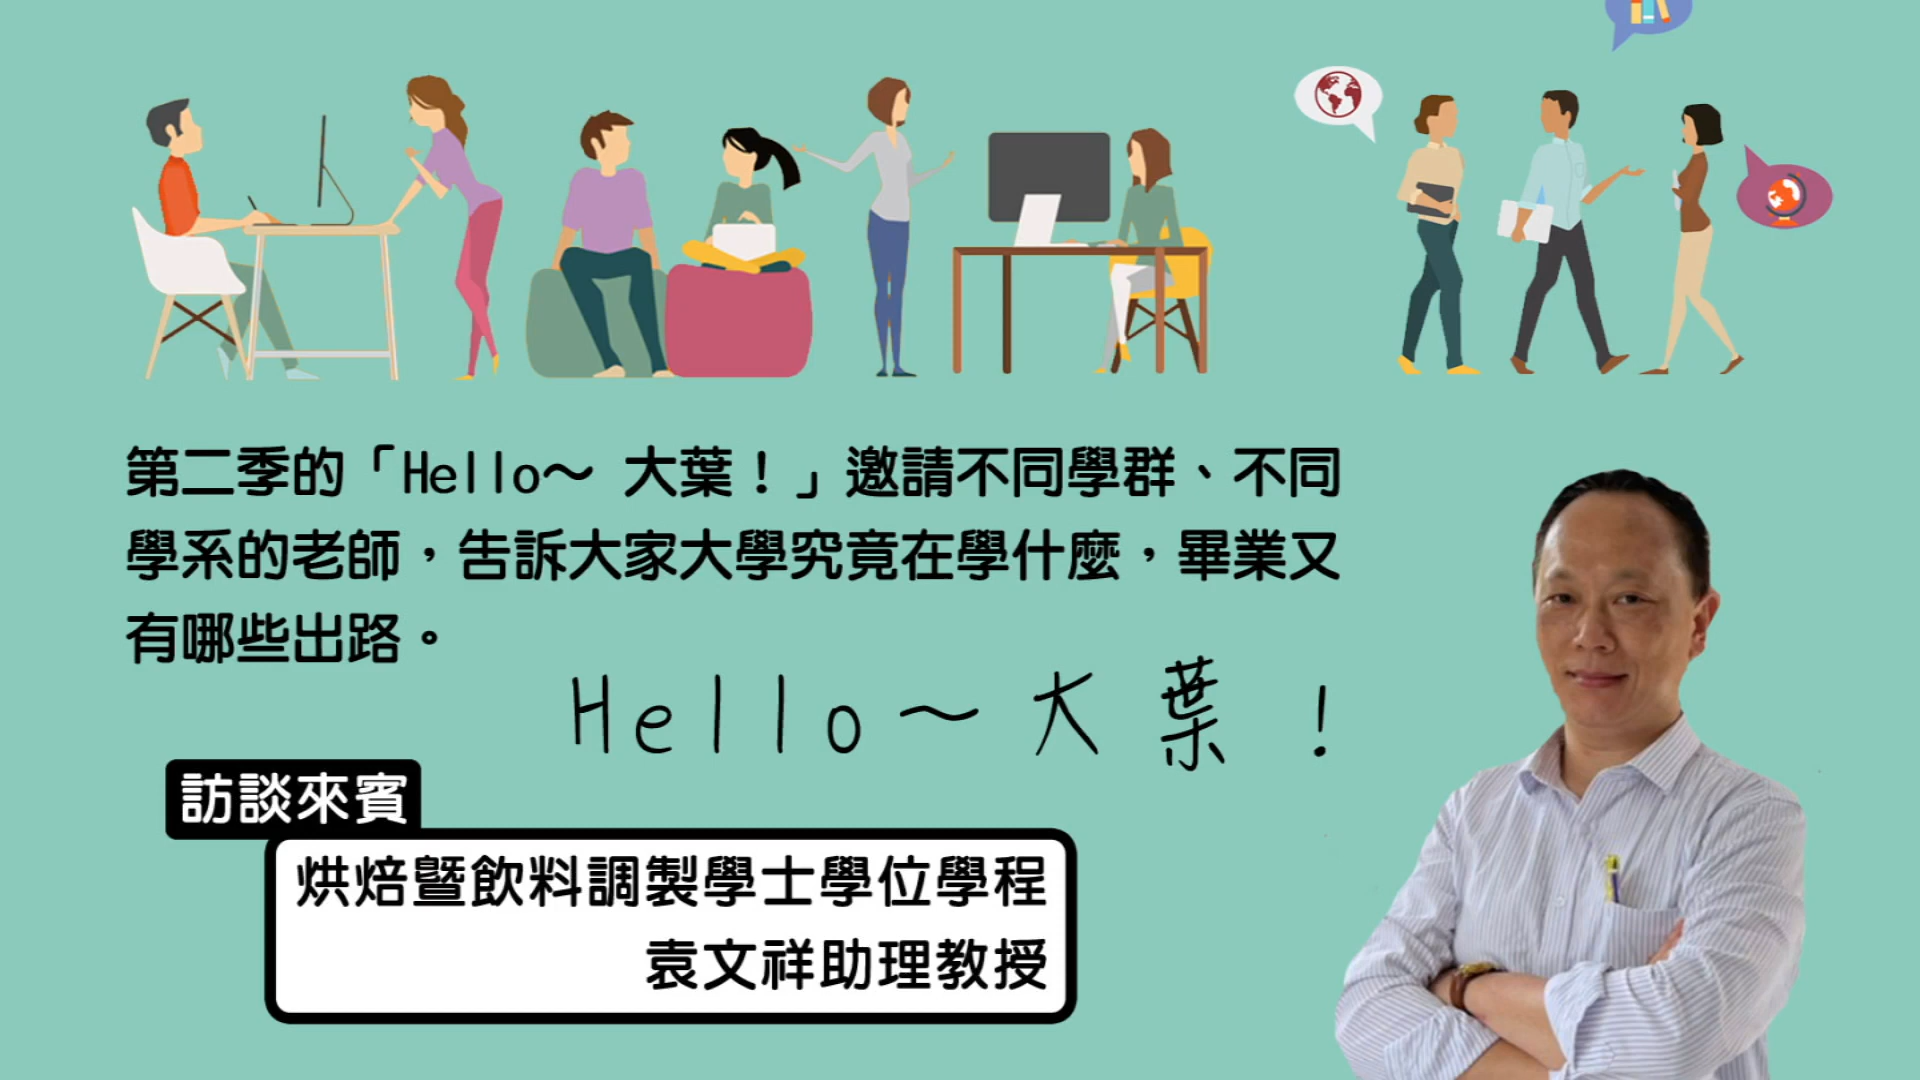 第二季的「Hello～ 大葉！」邀請不同學群、不同
學系的老師，告訴大家大學究竟在學什麼，畢業又
有哪些出路。
Hello～大葉！
訪談來賓
烘焙暨飲料調製學士學位學程
袁文祥助理教授